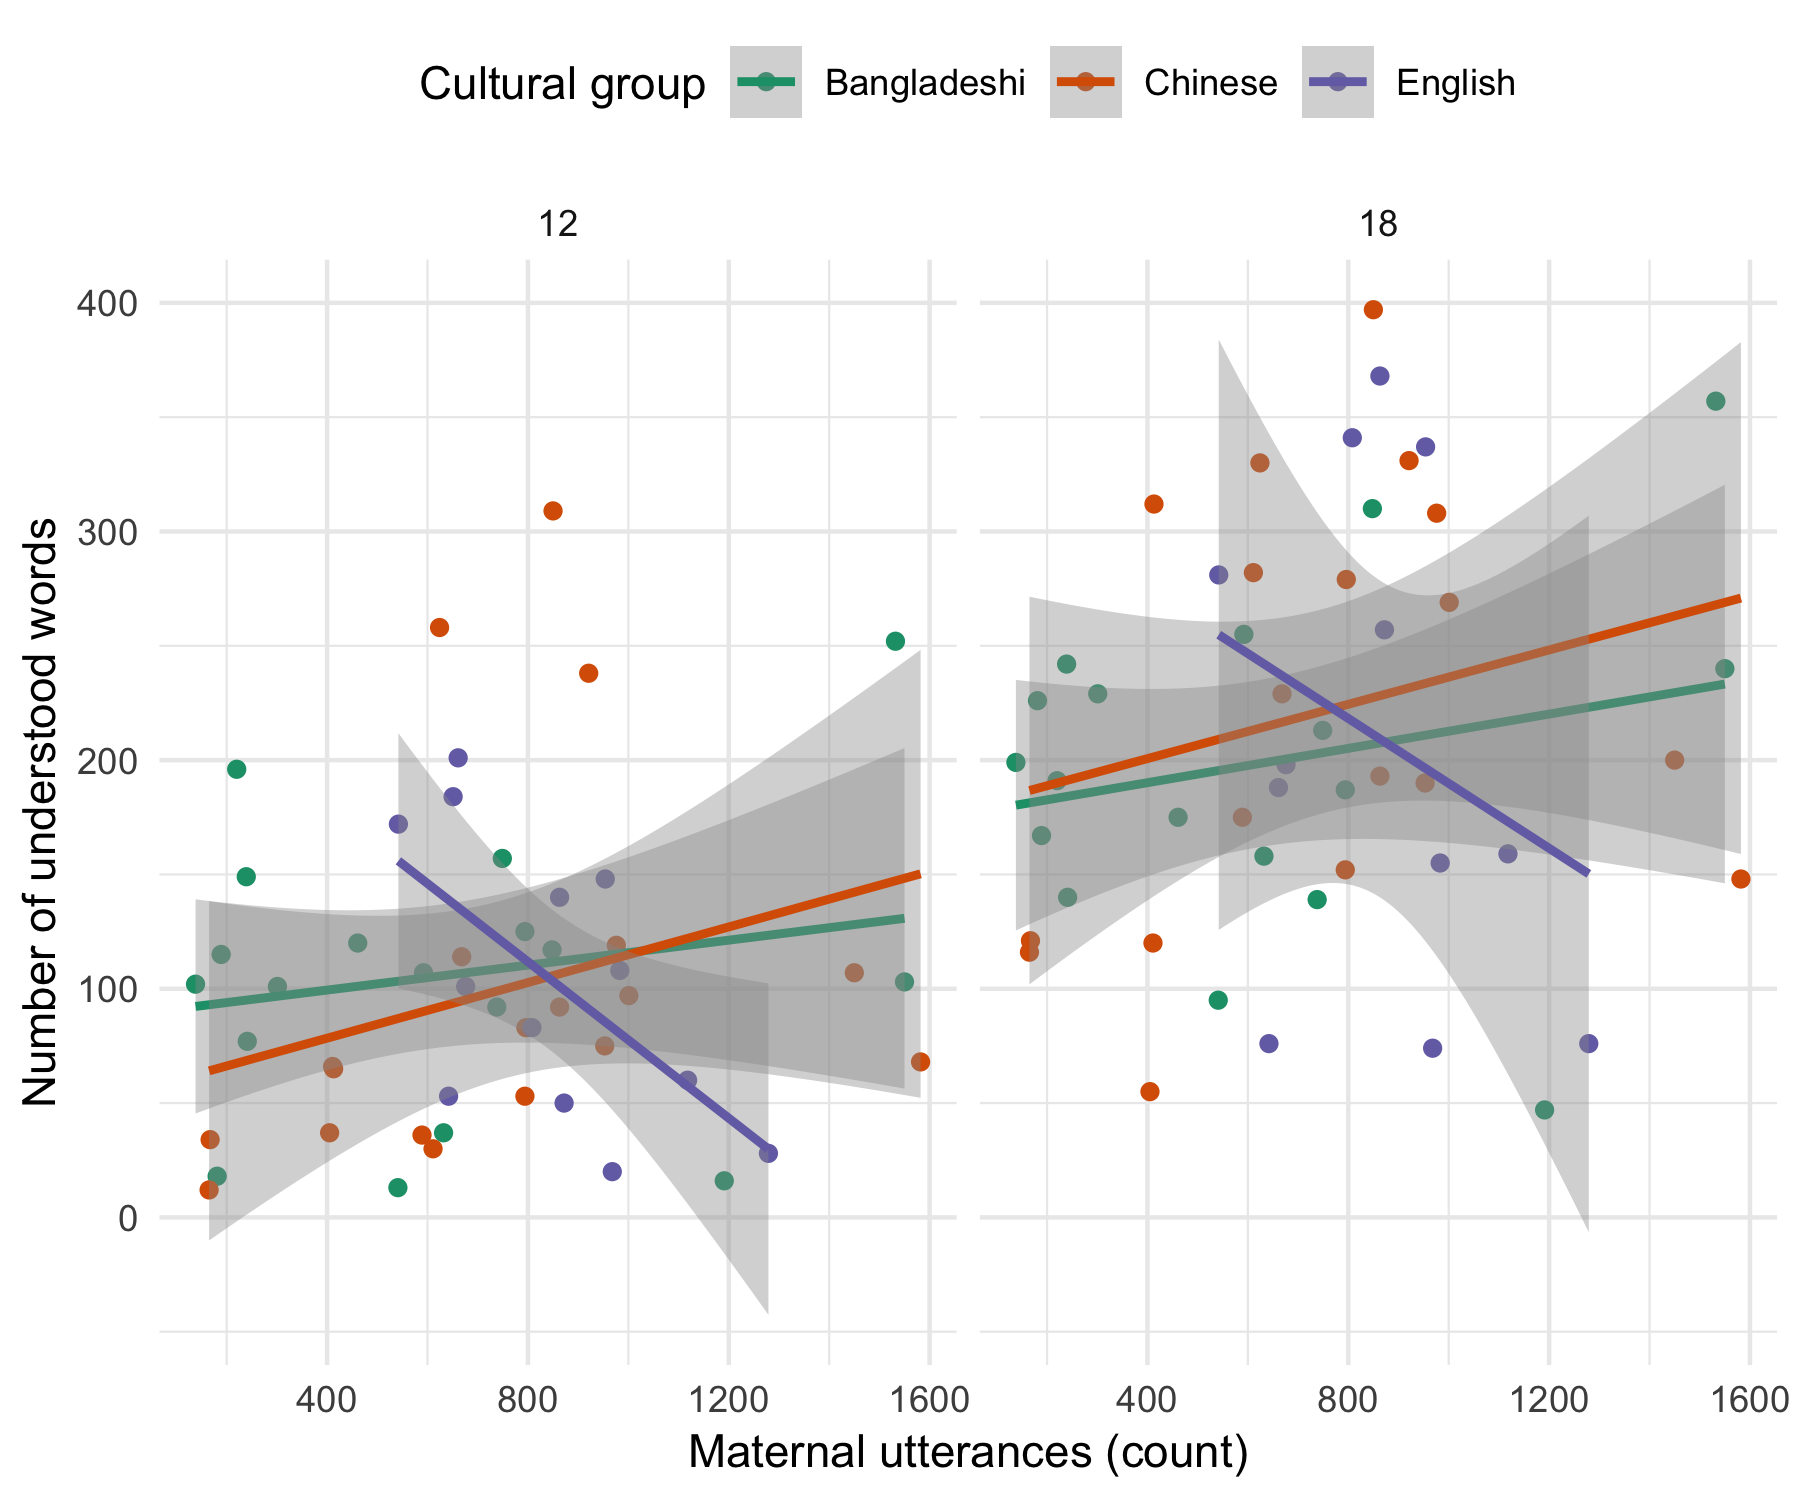 Cultural group Bangladeshi Chinese English
12 18
400
300
200
100
0
Number of understood words
400 800 1200 1600 400 800 1200 1600
Maternal utterances (count)